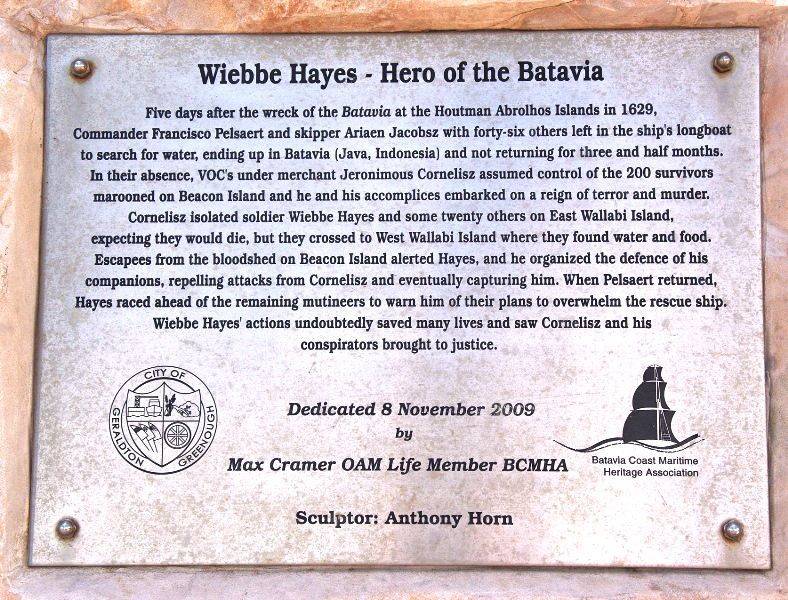 Wiebbe Hayes - Hero of the Batavia
Five days after the wreck of the Batavia at the Houtman Abrolhos Islands in 1629,
Commander Francisco Pelsaert and skipper Ariaen Jacobsz with forty-six others left in the ship's longboat
to search for water, ending up in Batavia (Java, Indonesia) and not returning for three and half months.
In their absence, VOC's under merchant Jeronimous Cornelisz assumed control of the 200 survivors
marooned on Beacon Island and he and his accomplices embarked on a reign of terror and murder.
Cornelisz isolated soldier Wiebbe Hayes and some twenty others on East Wallabi Island,
expecting they would die, but they crossed to West Wallabi Island where they found water and food.
Escapees from the bloodshed on Beacon Island alerted Hayes, and he organized the defence of his
companions, repelling attacks from Cornelisz and eventually capturing him. When Pelsaert returned,
Hayes raced ahead of the remaining mutineers to warn him of their plans to overwhelm the rescue ship.
Wiebbe Hayes' actions undoubtedly saved many lives and saw Cornelisz and his
conspirators brought to justice.
CITY OF
GERALDTON
GREENOUGH
Dedicated 8 November 2009
by
Max Cramer OAM Life Member BCMHA
Batavia Coast Maritime
Heritage Association
Sculptor: Anthony Horn